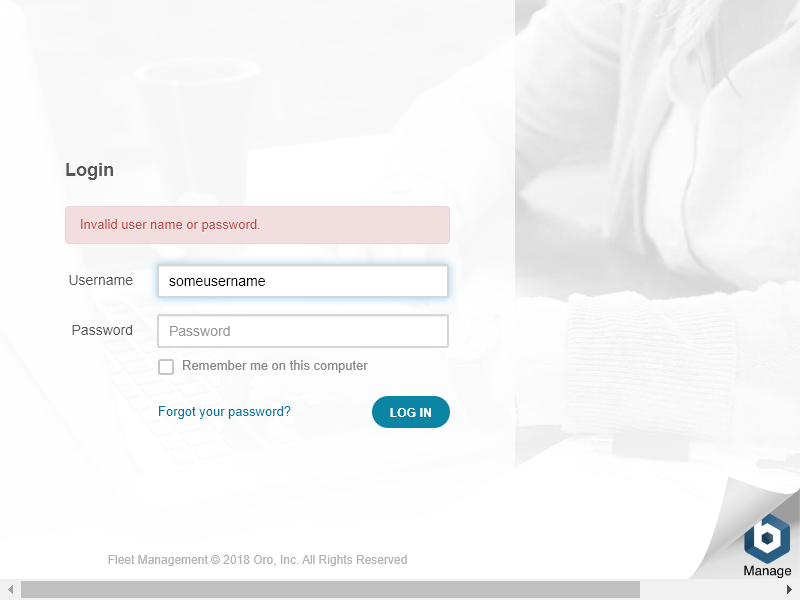 Login
Invalid user name or password.
Username
someusername
Password
Password
Remember me on this computer
Forgot your password?
LOG IN
Manage
Fleet Management © 2018 Oro, Inc. All Rights Reserved